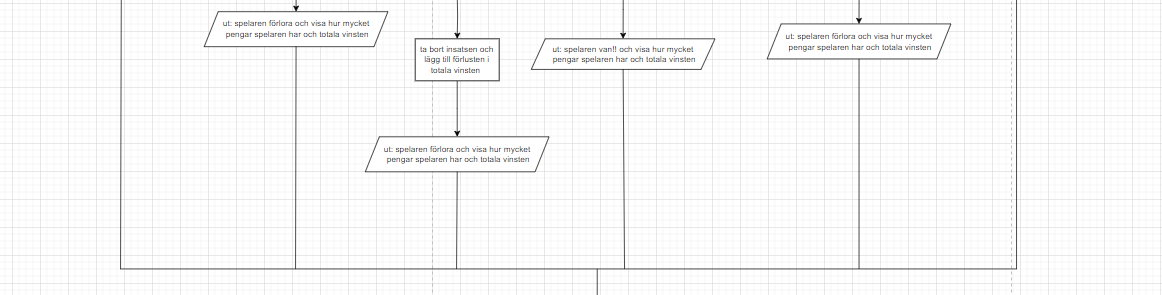 ut: spelaren förlora och visa hur mycket
pengar spelaren har och totala vinsten
ta bort insatsen och
lägg till förlusten i
totala vinsten
ut: spelaren van!! och visa hur mycket
pengar spelaren har och totala vinsten
ut: spelaren förlora och visa hur mycket
pengar spelaren har och totala vinsten
ut: spelaren förlora och visa hur mycket
pengar spelaren har och totala vinsten